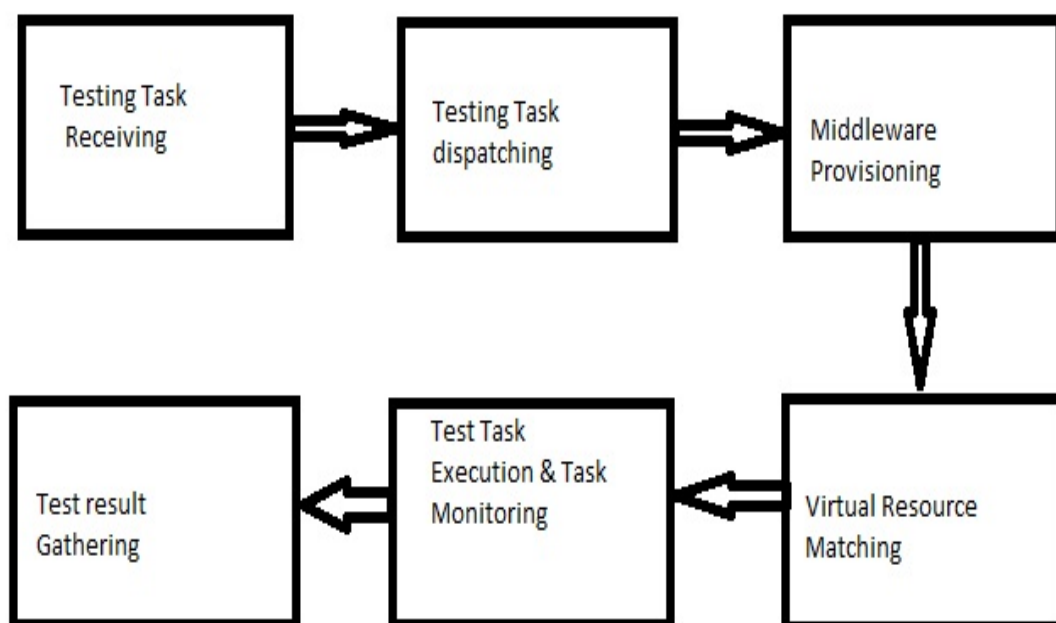 Testing Task
Receiving
Testing Task
dispatching
Middleware
Provisioning
Virtual Resource
Matching
Test Task
Execution & Task
Monitoring
Test result
Gathering